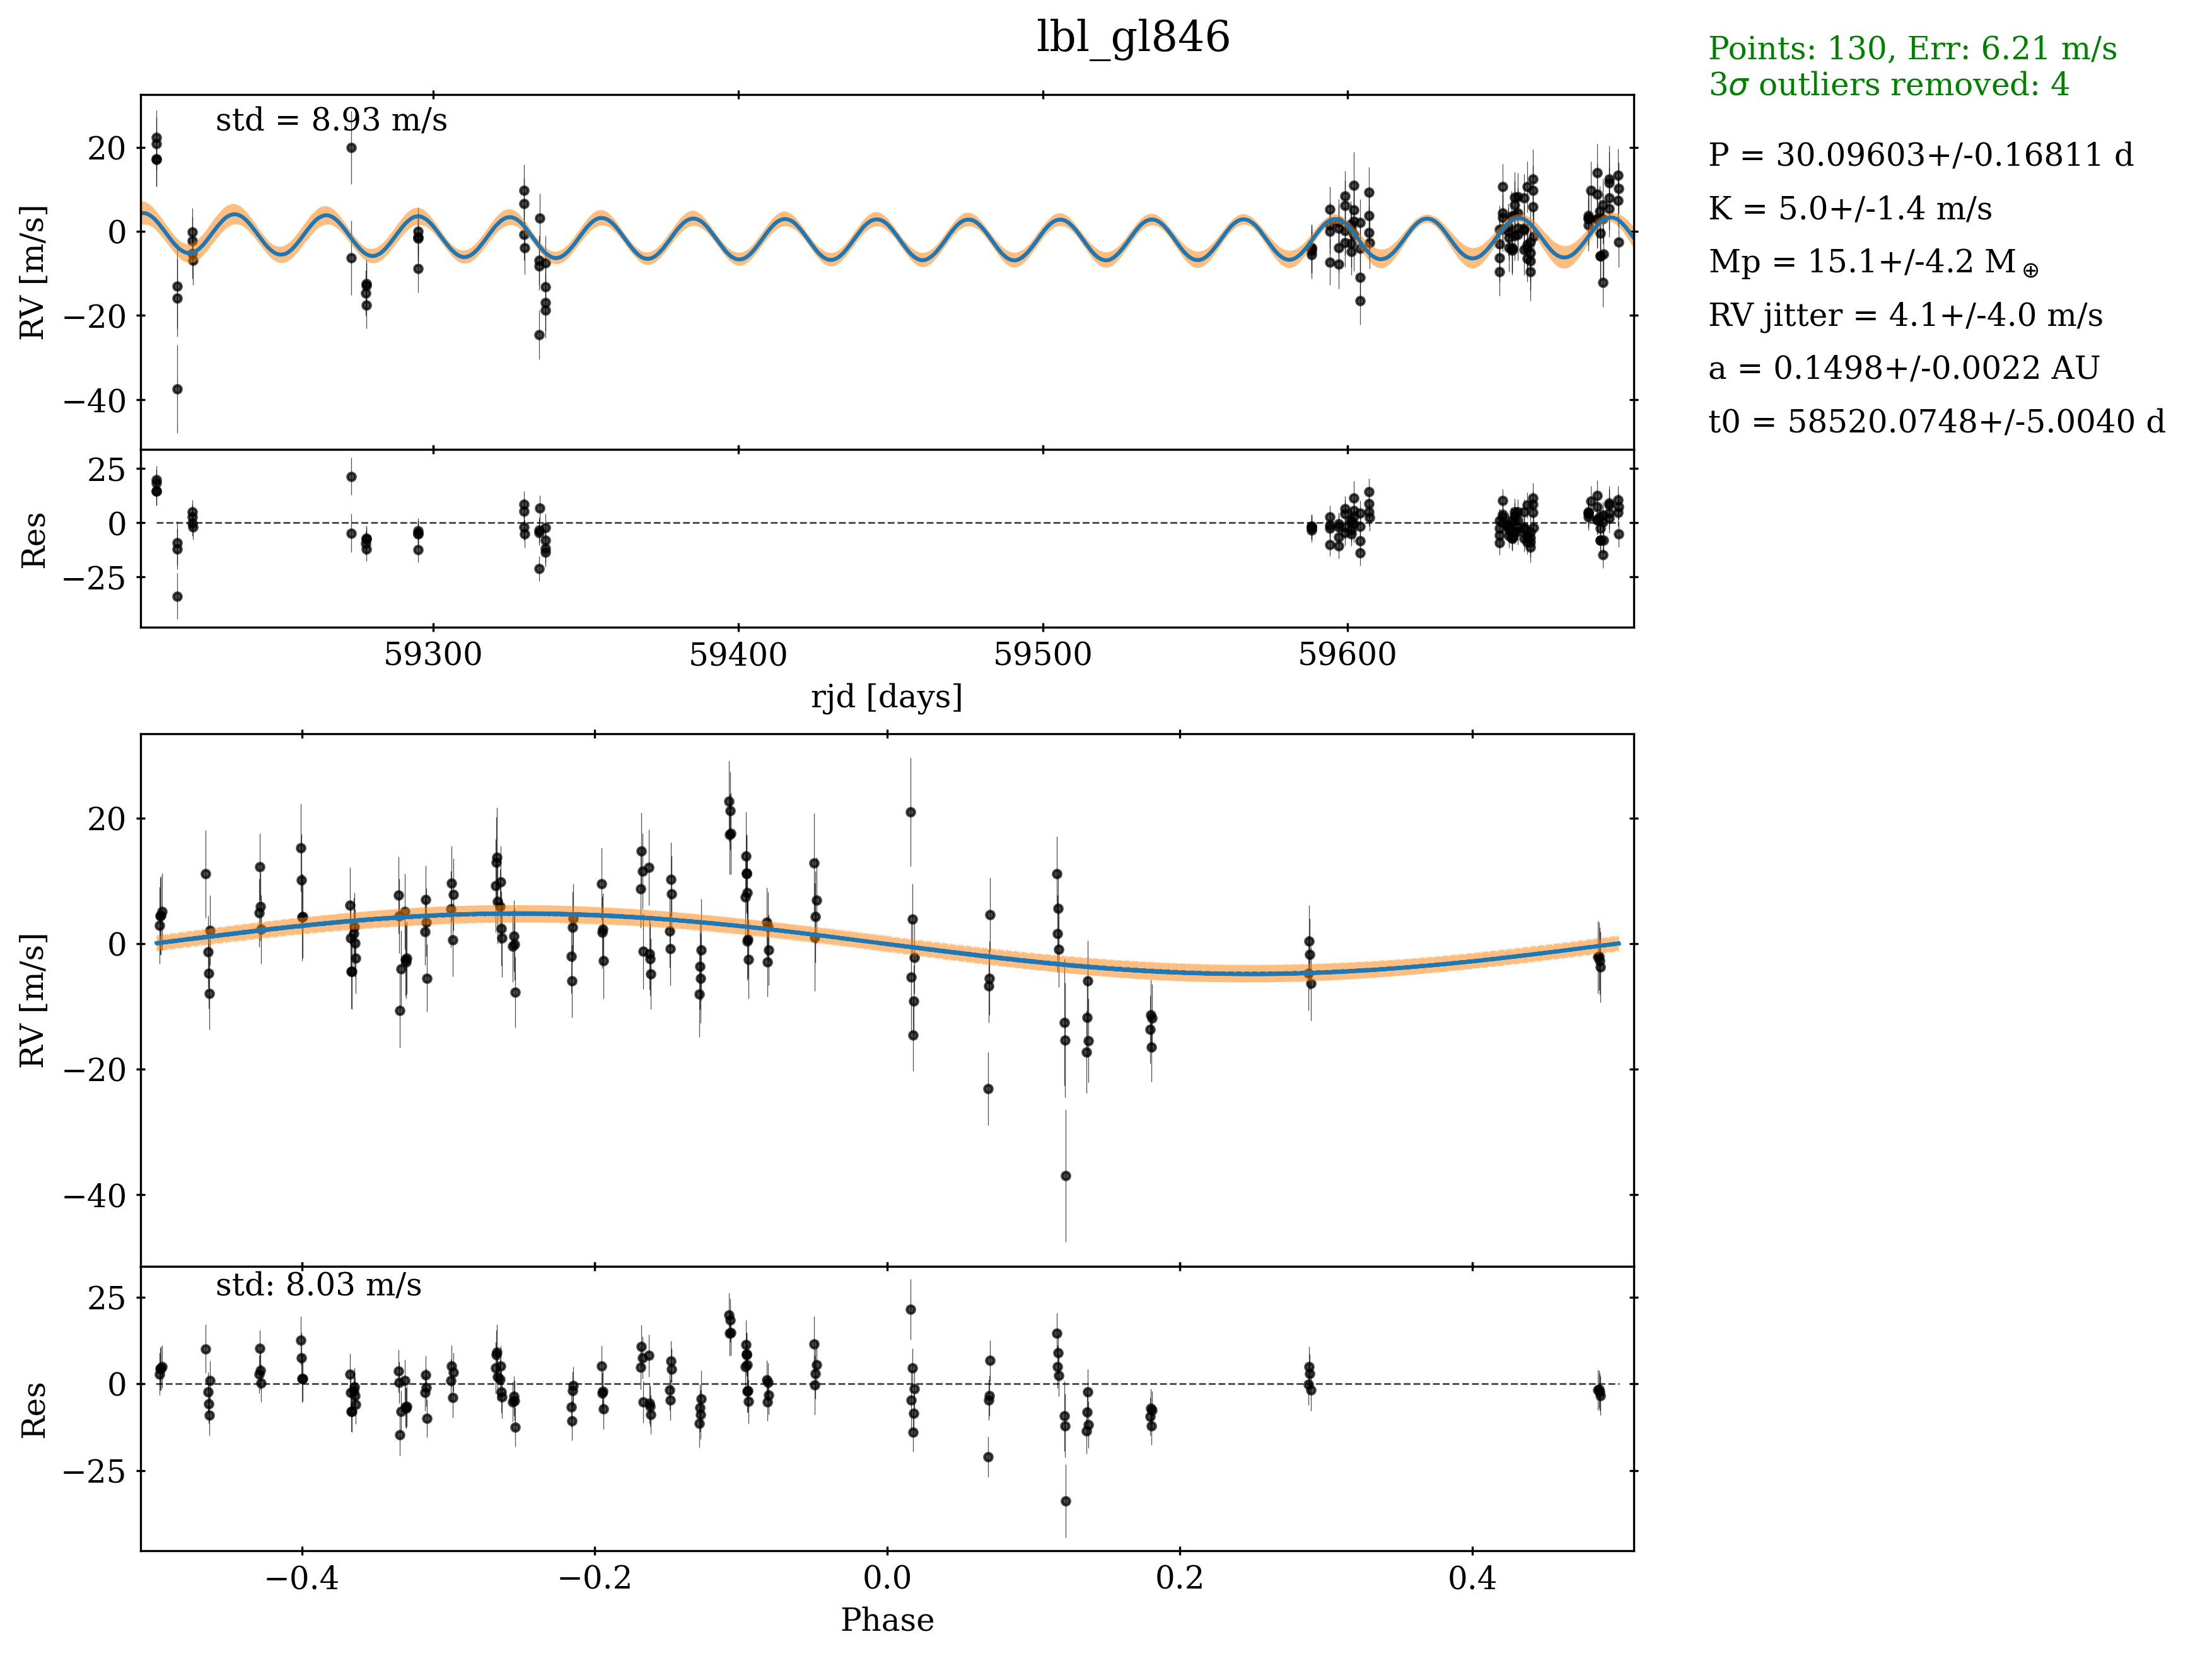 lbl_gl846
Points: 130, Err: 6.21 m/s
3σ outliers removed: 4
P = 30.09603+/-0.16811 d
K = 5.0+/-1.4 m/s
Mp = 15.1+/-4.2 M⊕
RV jitter = 4.1+/-4.0 m/s
a = 0.1498+/-0.0022 AU
t0 = 58520.0748+/-5.0040 d
std = 8.93 m/s
RV [m/s]
20
0
−20
−40
Res
25
0
−25
59300 59400 59500 59600
rjd [days]
RV [m/s]
20
0
−20
−40
std: 8.03 m/s
Res
25
0
−25
−0.4 −0.2 0.0 0.2 0.4
Phase